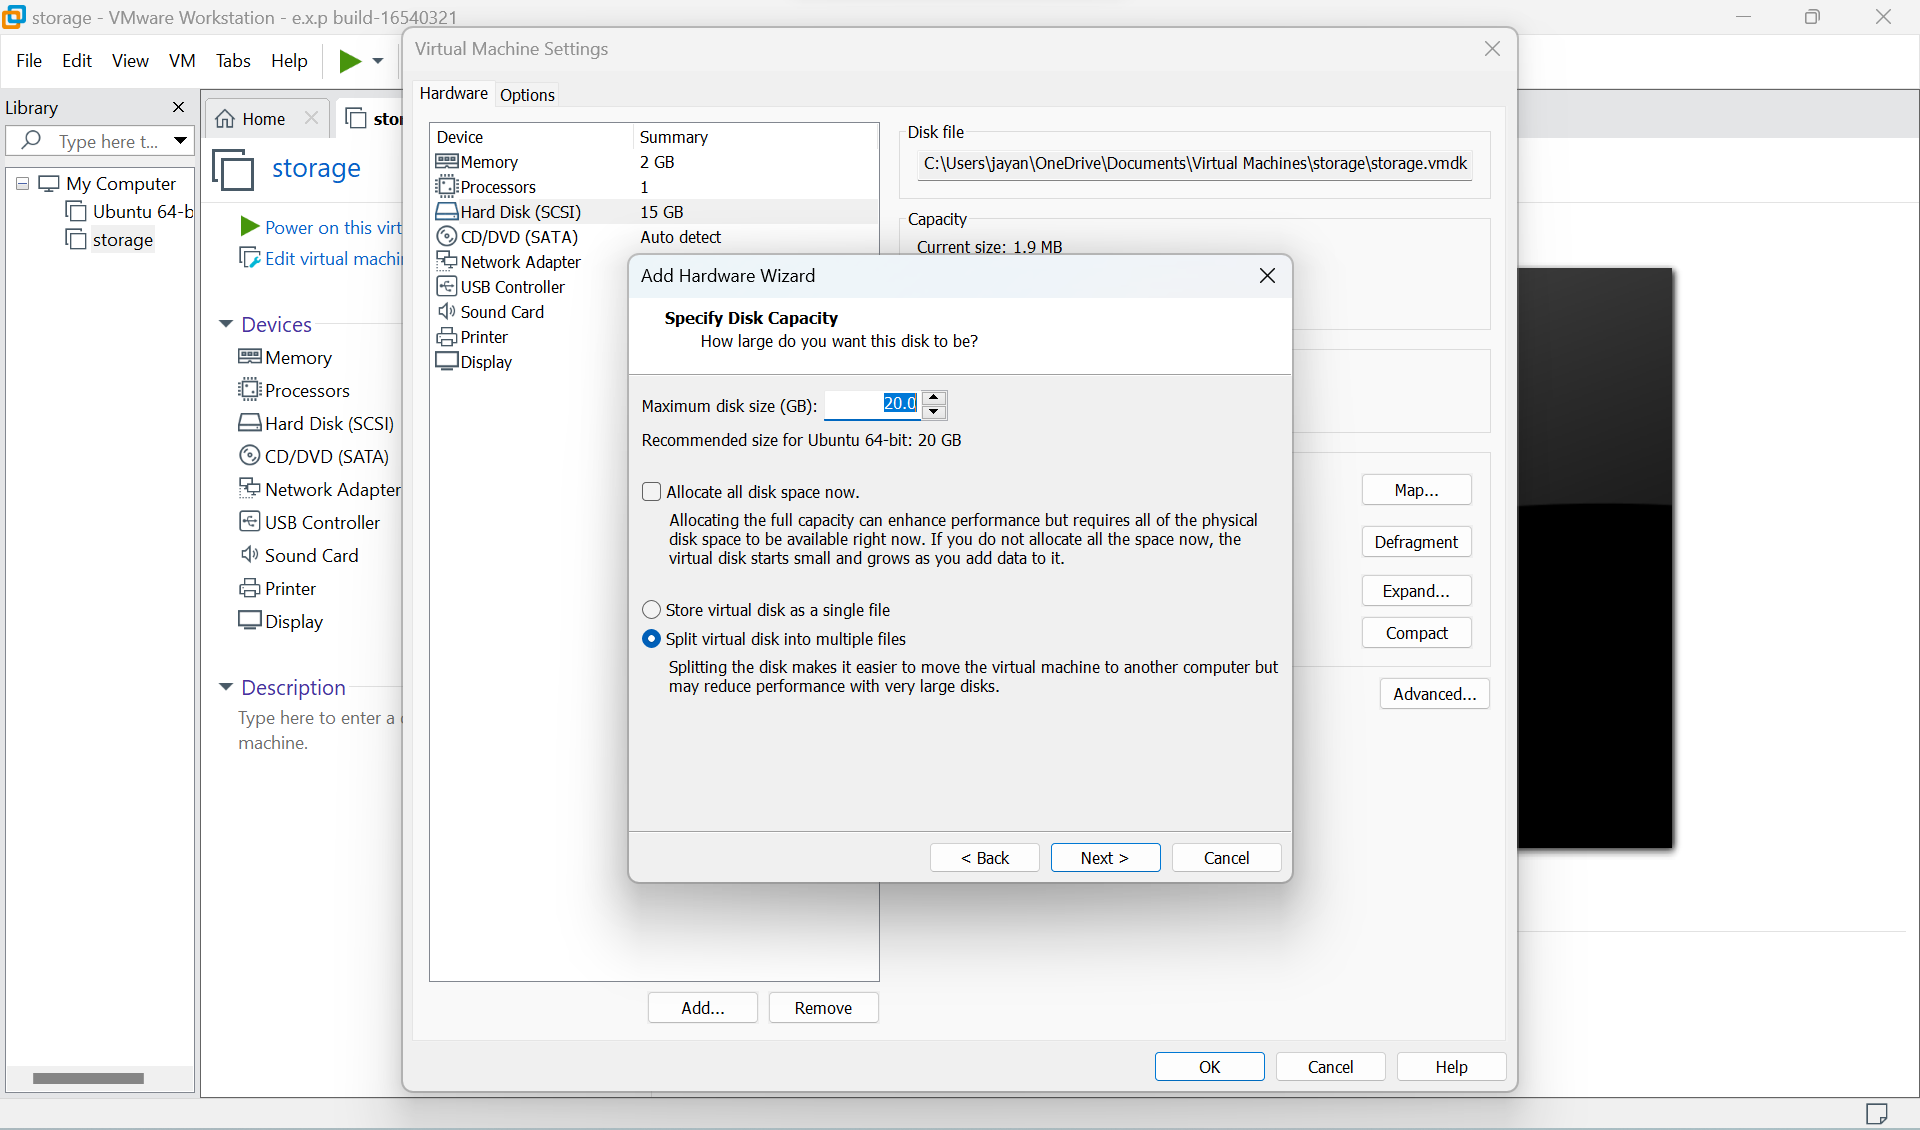 storage - VMware Workstation - e.x.p build-16540321
File Edit View VM Tabs Help
Library
Type here t...
My Computer
Ubuntu 64-b
storage
Home
stor
storage
Power on this virt
Edit virtual machin
Devices
Memory
Processors
Hard Disk (SCSI)
CD/DVD (SATA)
Network Adapter
USB Controller
Sound Card
Printer
Display
Description
Type here to enter a
machine.
Virtual Machine Settings
Hardware Options
Device Summary
Memory 2 GB
Processors 1
Hard Disk (SCSI) 15 GB
CD/DVD (SATA) Auto detect
Network Adapter
USB Controller
Sound Card
Printer
Display
Add... Remove
Disk file
C:\Users\jayan\OneDrive\Documents\Virtual Machines\storage\storage.vmdk
Capacity
Current size: 1.9 MB
Map...
Defragment
Expand...
Compact
Advanced...
OK Cancel Help
Add Hardware Wizard
Specify Disk Capacity
How large do you want this disk to be?
Maximum disk size (GB): 20.0
Recommended size for Ubuntu 64-bit: 20 GB
Allocate all disk space now.
Allocating the full capacity can enhance performance but requires all of the physical
disk space to be available right now. If you do not allocate all the space now, the
virtual disk starts small and grows as you add data to it.
Store virtual disk as a single file
Split virtual disk into multiple files
Splitting the disk makes it easier to move the virtual machine to another computer but
may reduce performance with very large disks.
< Back Next > Cancel